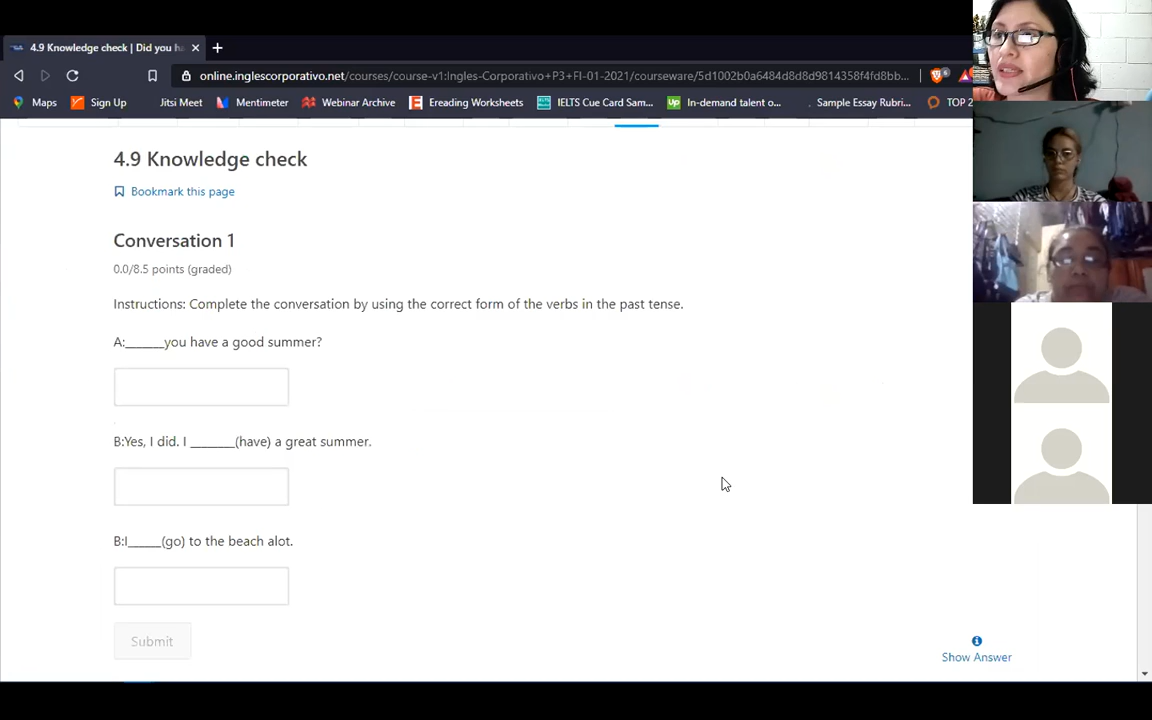 4.9 Knowledge check | Did you ha
online.inglescorporativo.net/courses/course-v1:Ingles-Corporativo+P3+FI-01-2021/courseware/5d1002b0a6484d8d8d9814358f4fd8bb...
Maps Sign Up Jitsi Meet Mentimeter Webinar Archive Ereading Worksheets IELTS Cue Card Sam... In-demand talent o... Sample Essay Rubri... TOP 2
4.9 Knowledge check
Bookmark this page
Conversation 1
0.0/8.5 points (graded)
Instructions: Complete the conversation by using the correct form of the verbs in the past tense.
A:______you have a good summer?
B:Yes, I did. I _______(have) a great summer.
B:I_____(go) to the beach alot.
Submit
Show Answer